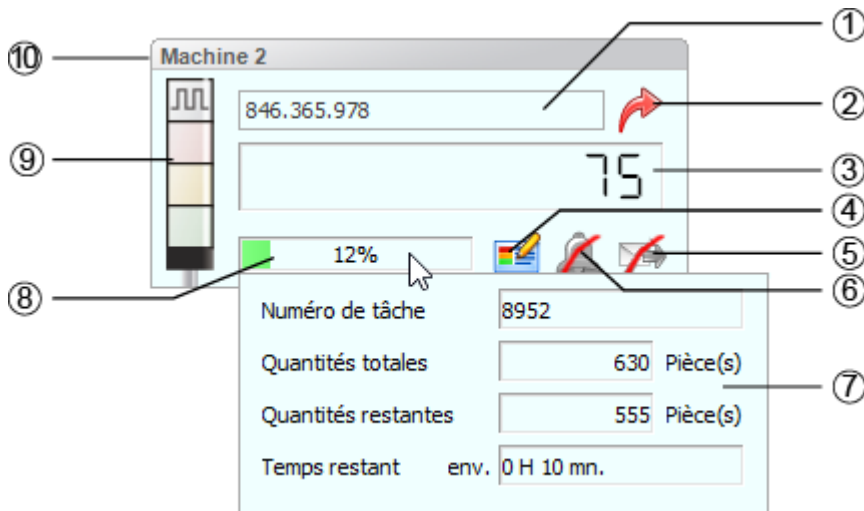 ①
⑩ Machine 2
846.365.978 ②
⑨ 75 ③
④
12% ⑤
⑧ ⑥
Numéro de tâche 8952
Quantités totales 630 Pièce(s)
⑦
Quantités restantes 555 Pièce(s)
Temps restant env. 0 H 10 mn.